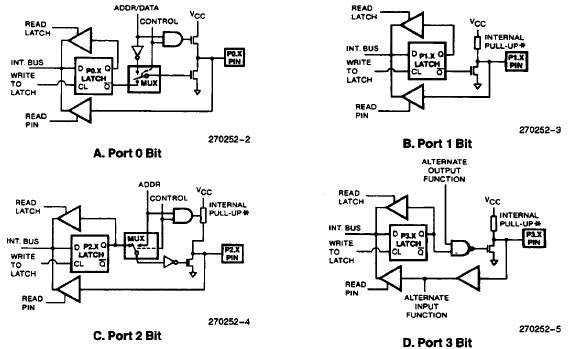 ADDR/DATA
CONTROL
VCC
READ
LATCH
INT. BUS
WRITE
TO
LATCH
D P0.X Q
LATCH
CL Q
MUX
P0.X
PIN
READ
PIN
270252-2
A. Port 0 Bit
READ
LATCH
VCC
INTERNAL
PULL-UP*
INT. BUS
WRITE
TO
LATCH
D P1.X Q
LATCH
CL Q
P1.X
PIN
READ
PIN
270252-3
B. Port 1 Bit
ADDR
CONTROL
VCC
READ
LATCH
INTERNAL
PULL-UP*
INT. BUS
WRITE
TO
LATCH
D P2.X Q
LATCH
CL Q
MUX
P2.X
PIN
READ
PIN
270252-4
C. Port 2 Bit
ALTERNATE
OUTPUT
FUNCTION
VCC
READ
LATCH
INTERNAL
PULL-UP*
INT. BUS
WRITE
TO
LATCH
D P3.X Q
LATCH
CL Q
P3.X
PIN
READ
PIN
ALTERNATE
INPUT
FUNCTION
270252-5
D. Port 3 Bit